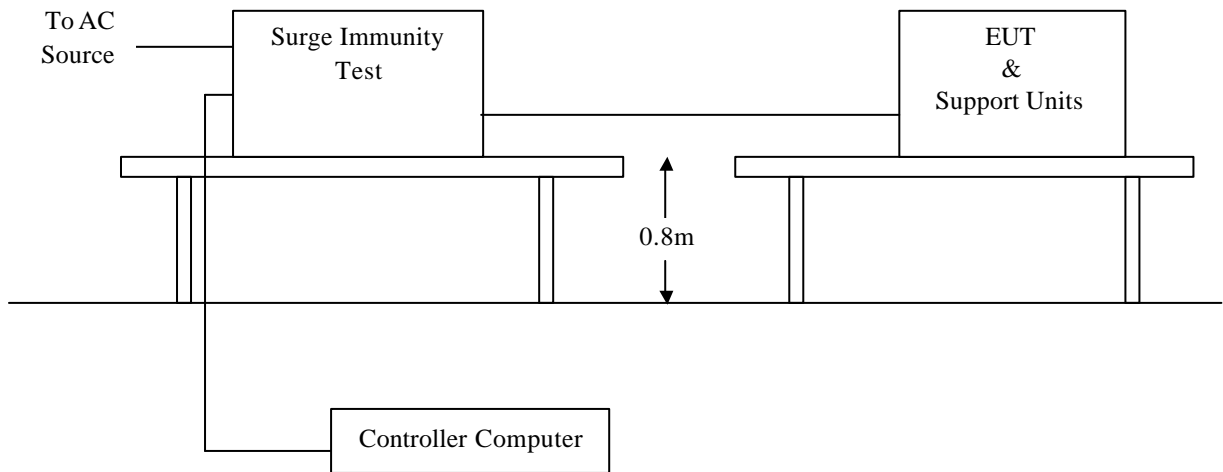 To AC
Source
Surge Immunity
Test
EUT
&
Support Units
0.8m
Controller Computer